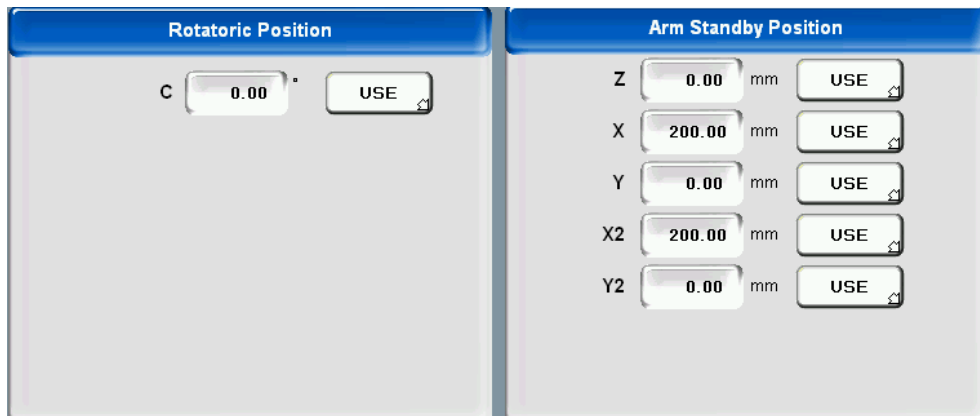 Rotatoric Position
C 0.00 ° USE
Arm Standby Position
Z 0.00 mm USE
X 200.00 mm USE
Y 0.00 mm USE
X2 200.00 mm USE
Y2 0.00 mm USE